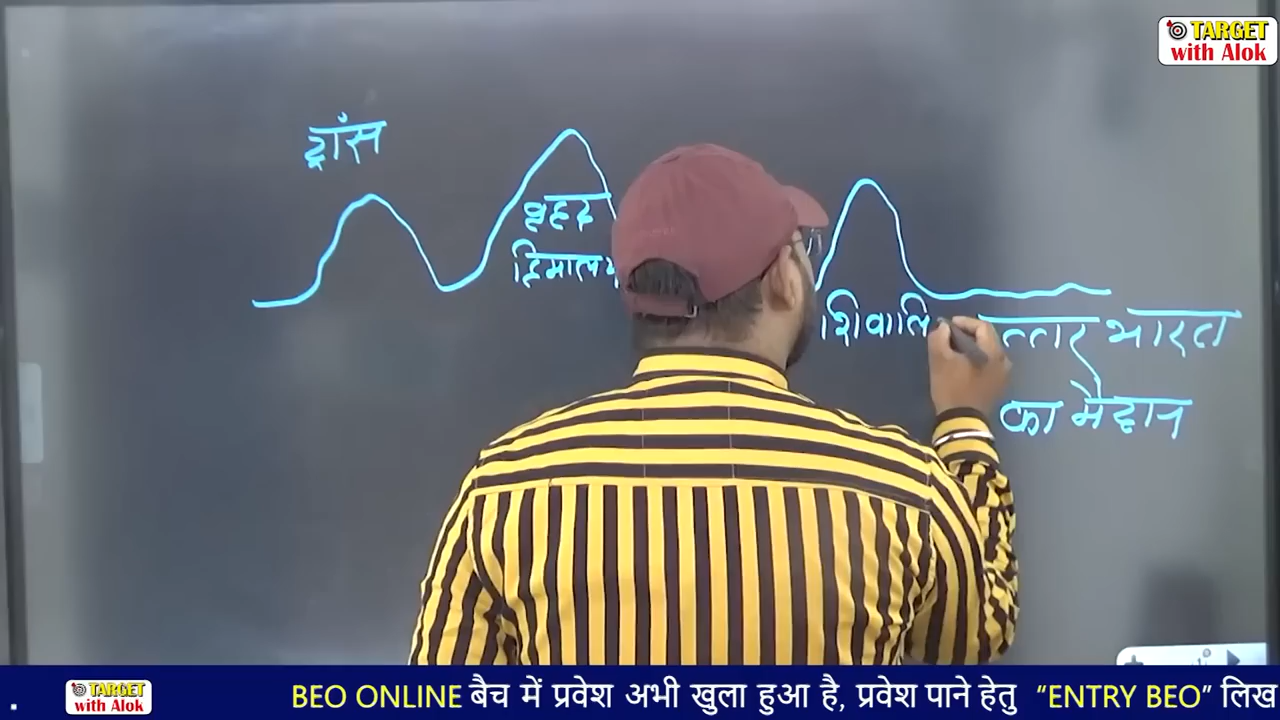 TARGET
with Alok
ट्रांस
बृहद
हिमालय
शिवालि
उत्तर भारत
का मैदान
TARGET
with Alok
BEO ONLINE बैच में प्रवेश अभी खुला हुआ है, प्रवेश पाने हेतु “ENTRY BEO” लिख